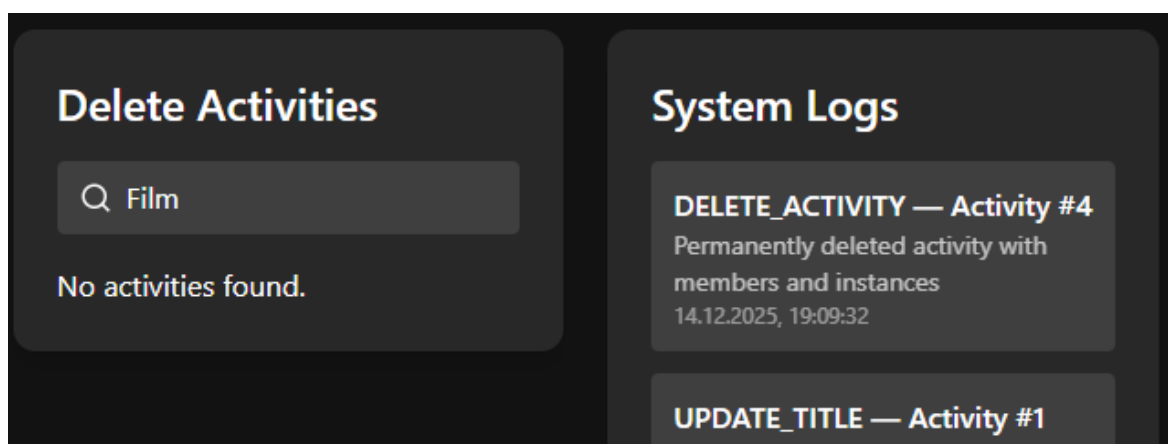 Delete Activities
Film
No activities found.
System Logs
DELETE_ACTIVITY — Activity #4
Permanently deleted activity with
members and instances
14.12.2025, 19:09:32
UPDATE_TITLE — Activity #1